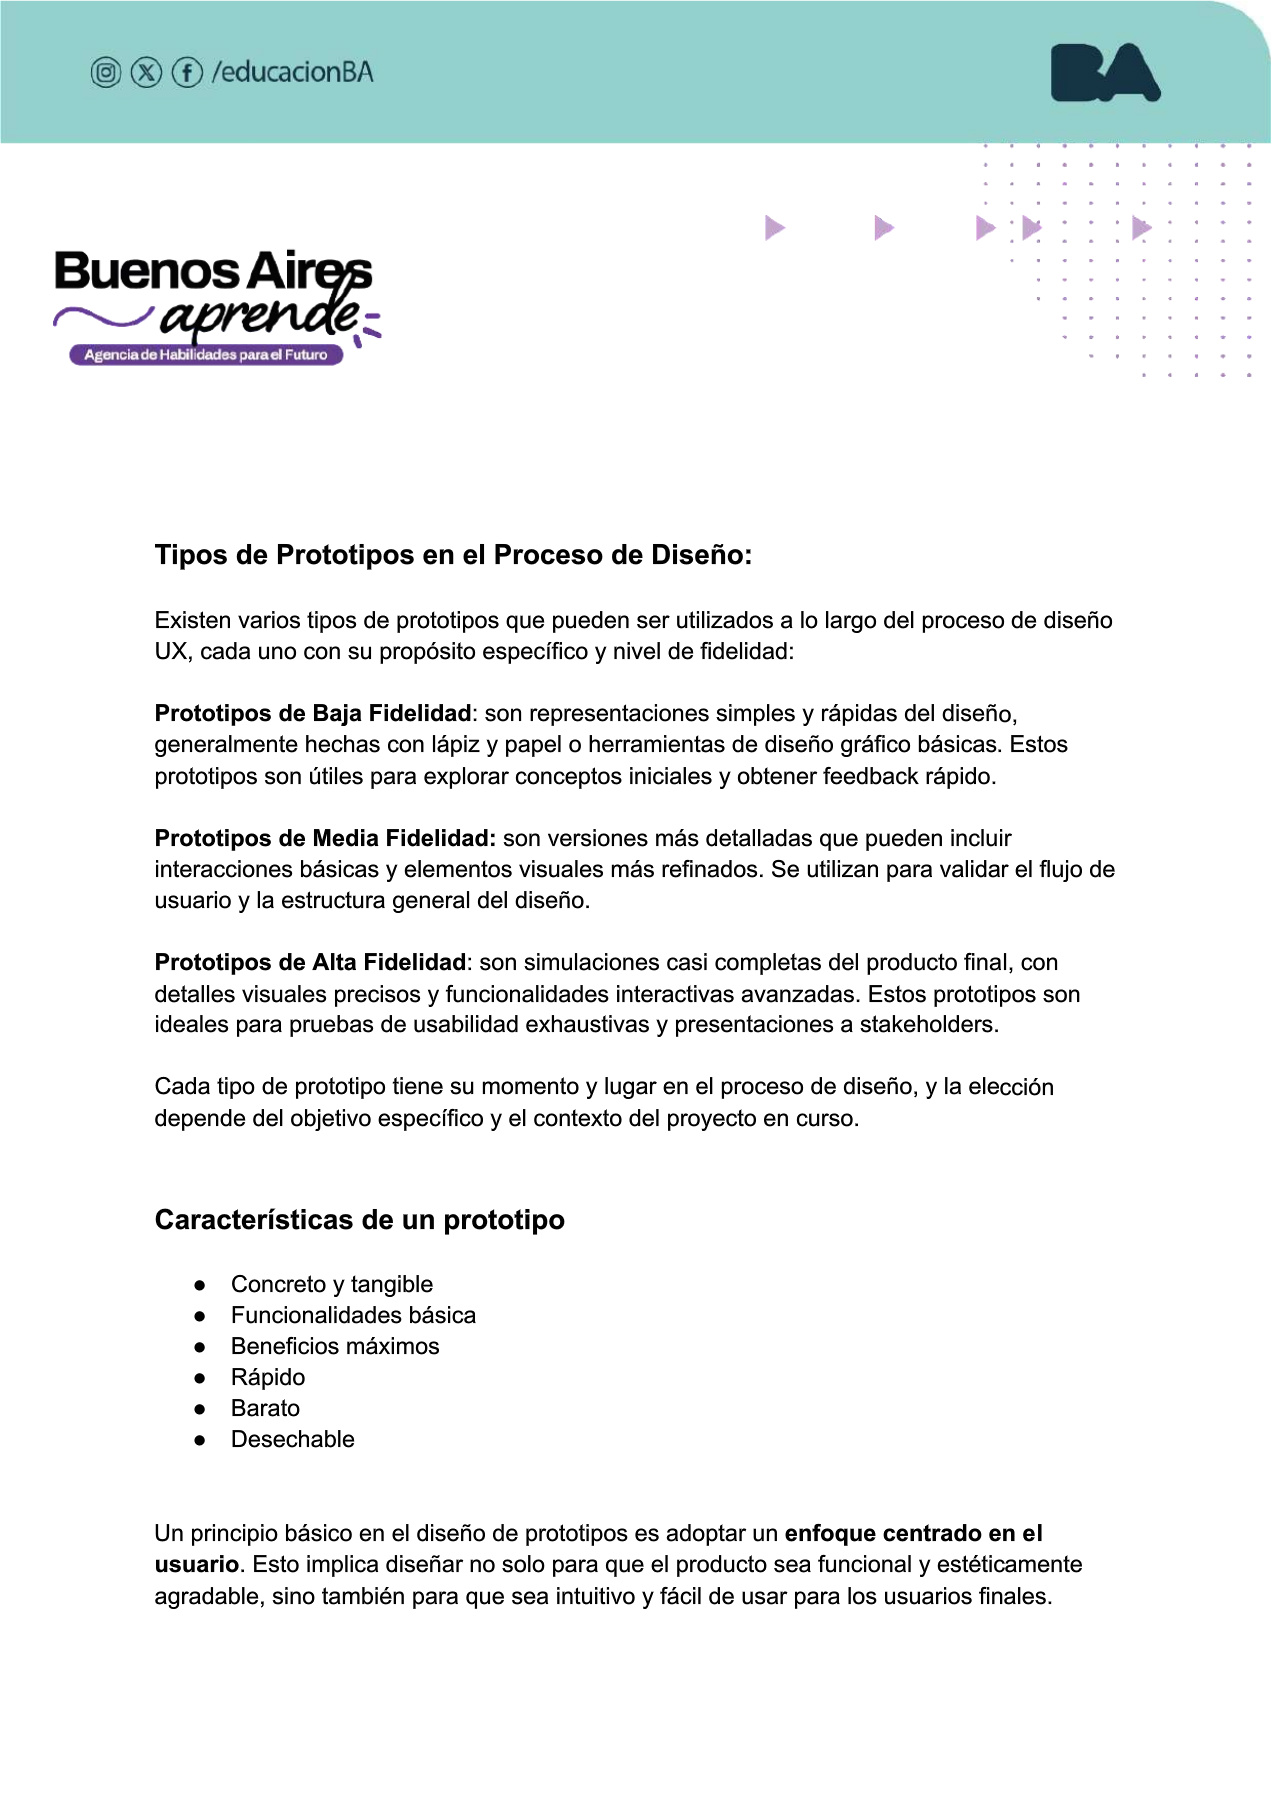 /educacionBA
BA
Buenos Aires
aprende
Agencia de Habilidades para el Futuro
Tipos de Prototipos en el Proceso de Diseño:
Existen varios tipos de prototipos que pueden ser utilizados a lo largo del proceso de diseño
UX, cada uno con su propósito específico y nivel de fidelidad:
Prototipos de Baja Fidelidad: son representaciones simples y rápidas del diseño,
generalmente hechas con lápiz y papel o herramientas de diseño gráfico básicas. Estos
prototipos son útiles para explorar conceptos iniciales y obtener feedback rápido.
Prototipos de Media Fidelidad: son versiones más detalladas que pueden incluir
interacciones básicas y elementos visuales más refinados. Se utilizan para validar el flujo de
usuario y la estructura general del diseño.
Prototipos de Alta Fidelidad: son simulaciones casi completas del producto final, con
detalles visuales precisos y funcionalidades interactivas avanzadas. Estos prototipos son
ideales para pruebas de usabilidad exhaustivas y presentaciones a stakeholders.
Cada tipo de prototipo tiene su momento y lugar en el proceso de diseño, y la elección
depende del objetivo específico y el contexto del proyecto en curso.
Características de un prototipo
● Concreto y tangible
● Funcionalidades básica
● Beneficios máximos
● Rápido
● Barato
● Desechable
Un principio básico en el diseño de prototipos es adoptar un enfoque centrado en el
usuario. Esto implica diseñar no solo para que el producto sea funcional y estéticamente
agradable, sino también para que sea intuitivo y fácil de usar para los usuarios finales.